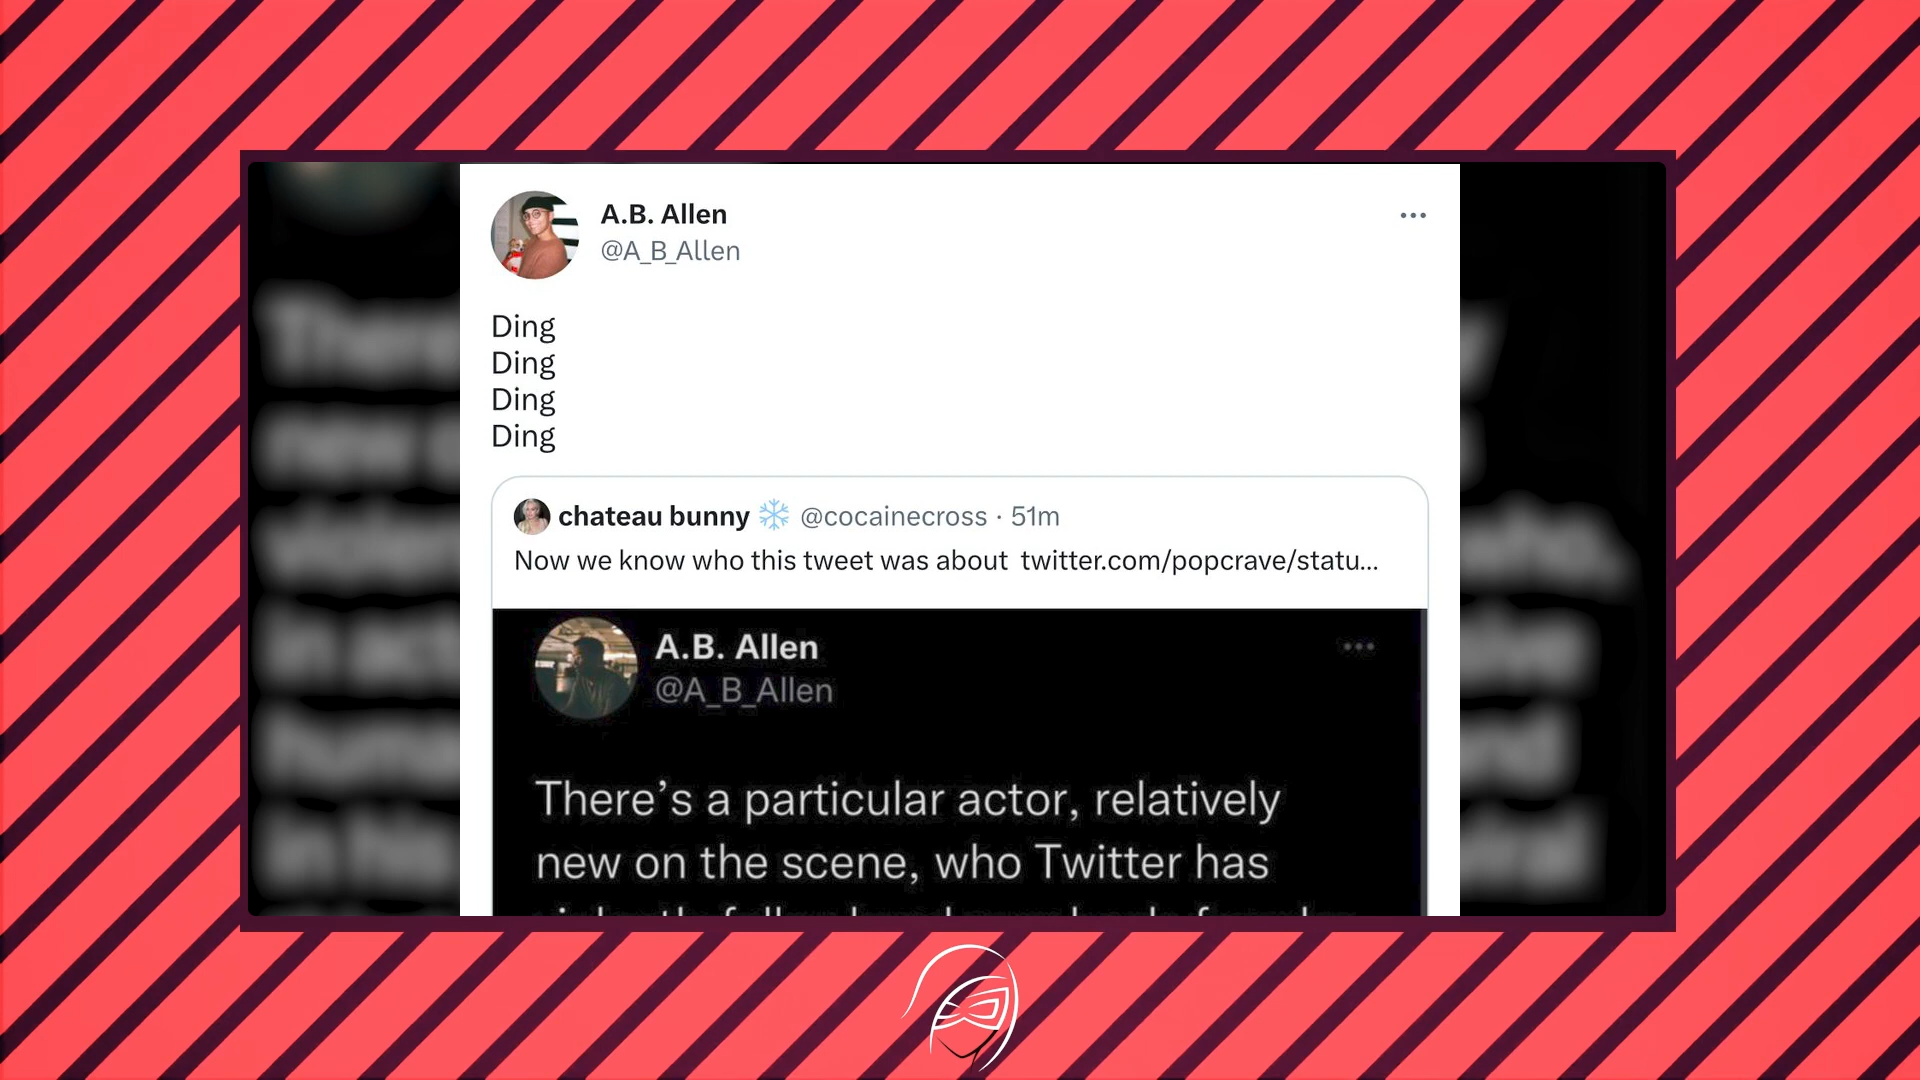 A.B. Allen
@A_B_Allen
Ding
Ding
Ding
Ding
chateau bunny @cocainecross · 51m
Now we know who this tweet was about twitter.com/popcrave/statu...
A.B. Allen
@A_B_Allen
There's a particular actor, relatively
new on the scene, who Twitter has